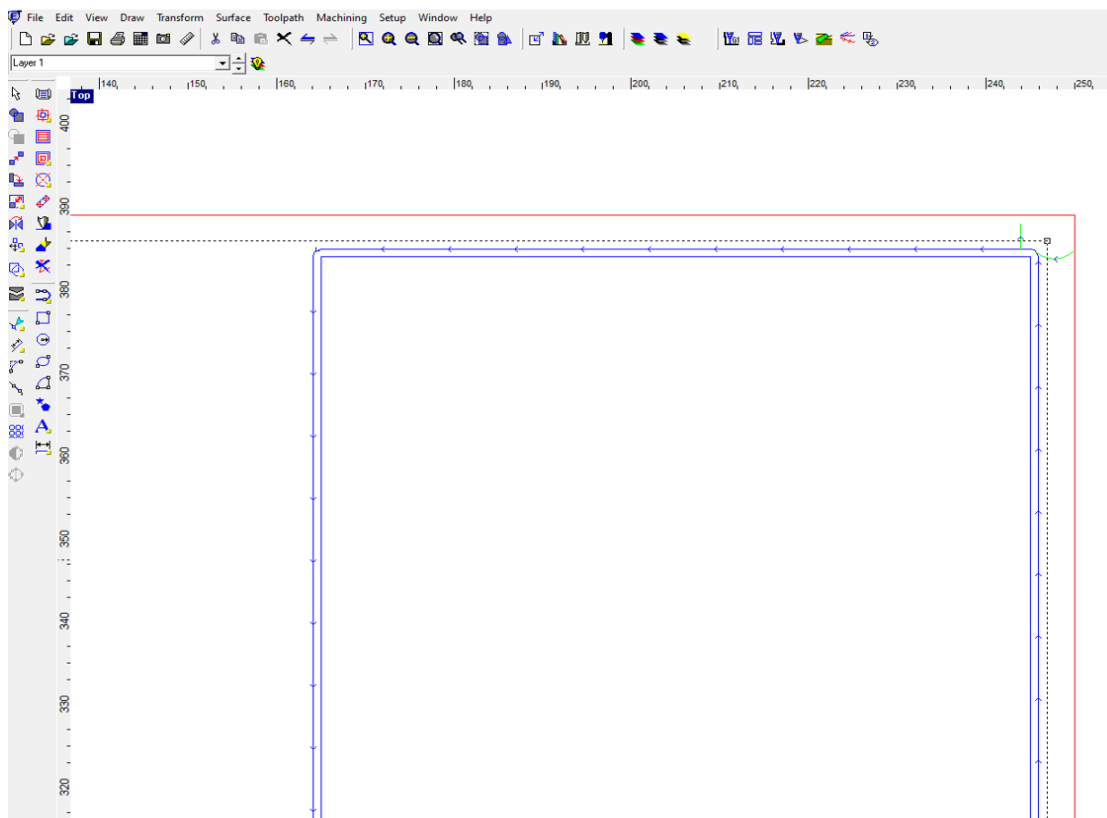 File Edit View Draw Transform Surface Toolpath Machining Setup Window Help
Layer 1
140 150 160 170 180 190 200 210 220 230 240 250
Top
400
390
380
370
360
350
340
330
320